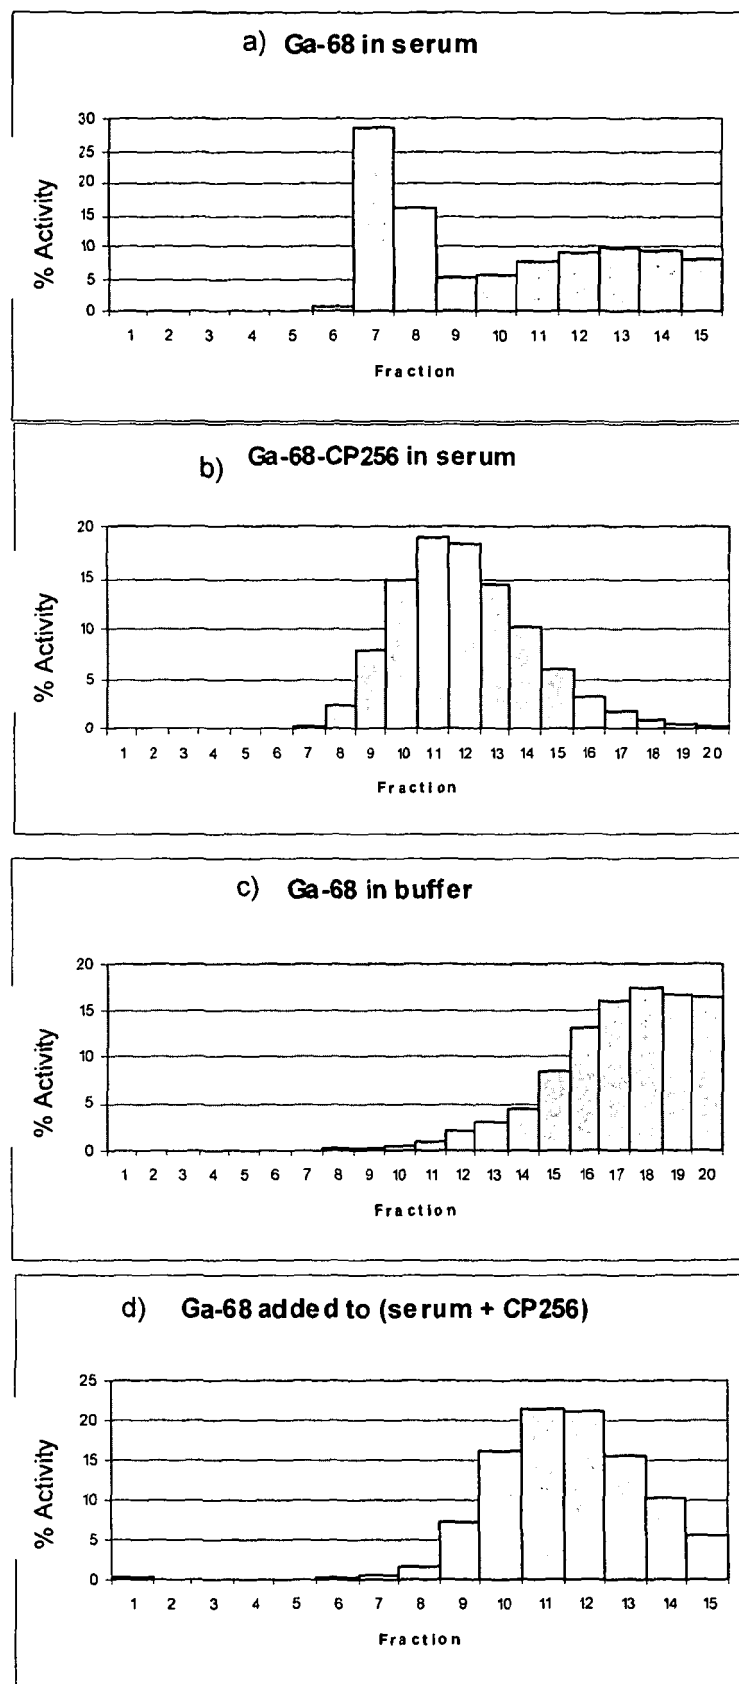 a) Ga-68 in serum
% Activity
30
25
20
15
10
5
0
1 2 3 4 5 6 7 8 9 10 11 12 13 14 15
Fraction
b) Ga-68-CP256 in serum
% Activity
20
15
10
5
0
1 2 3 4 5 6 7 8 9 10 11 12 13 14 15 16 17 18 19 20
Fraction
c) Ga-68 in buffer
% Activity
20
15
10
5
0
1 2 3 4 5 6 7 8 9 10 11 12 13 14 15 16 17 18 19 20
Fraction
d) Ga-68 added to (serum + CP256)
% Activity
25
20
15
10
5
0
1 2 3 4 5 6 7 8 9 10 11 12 13 14 15
Fraction